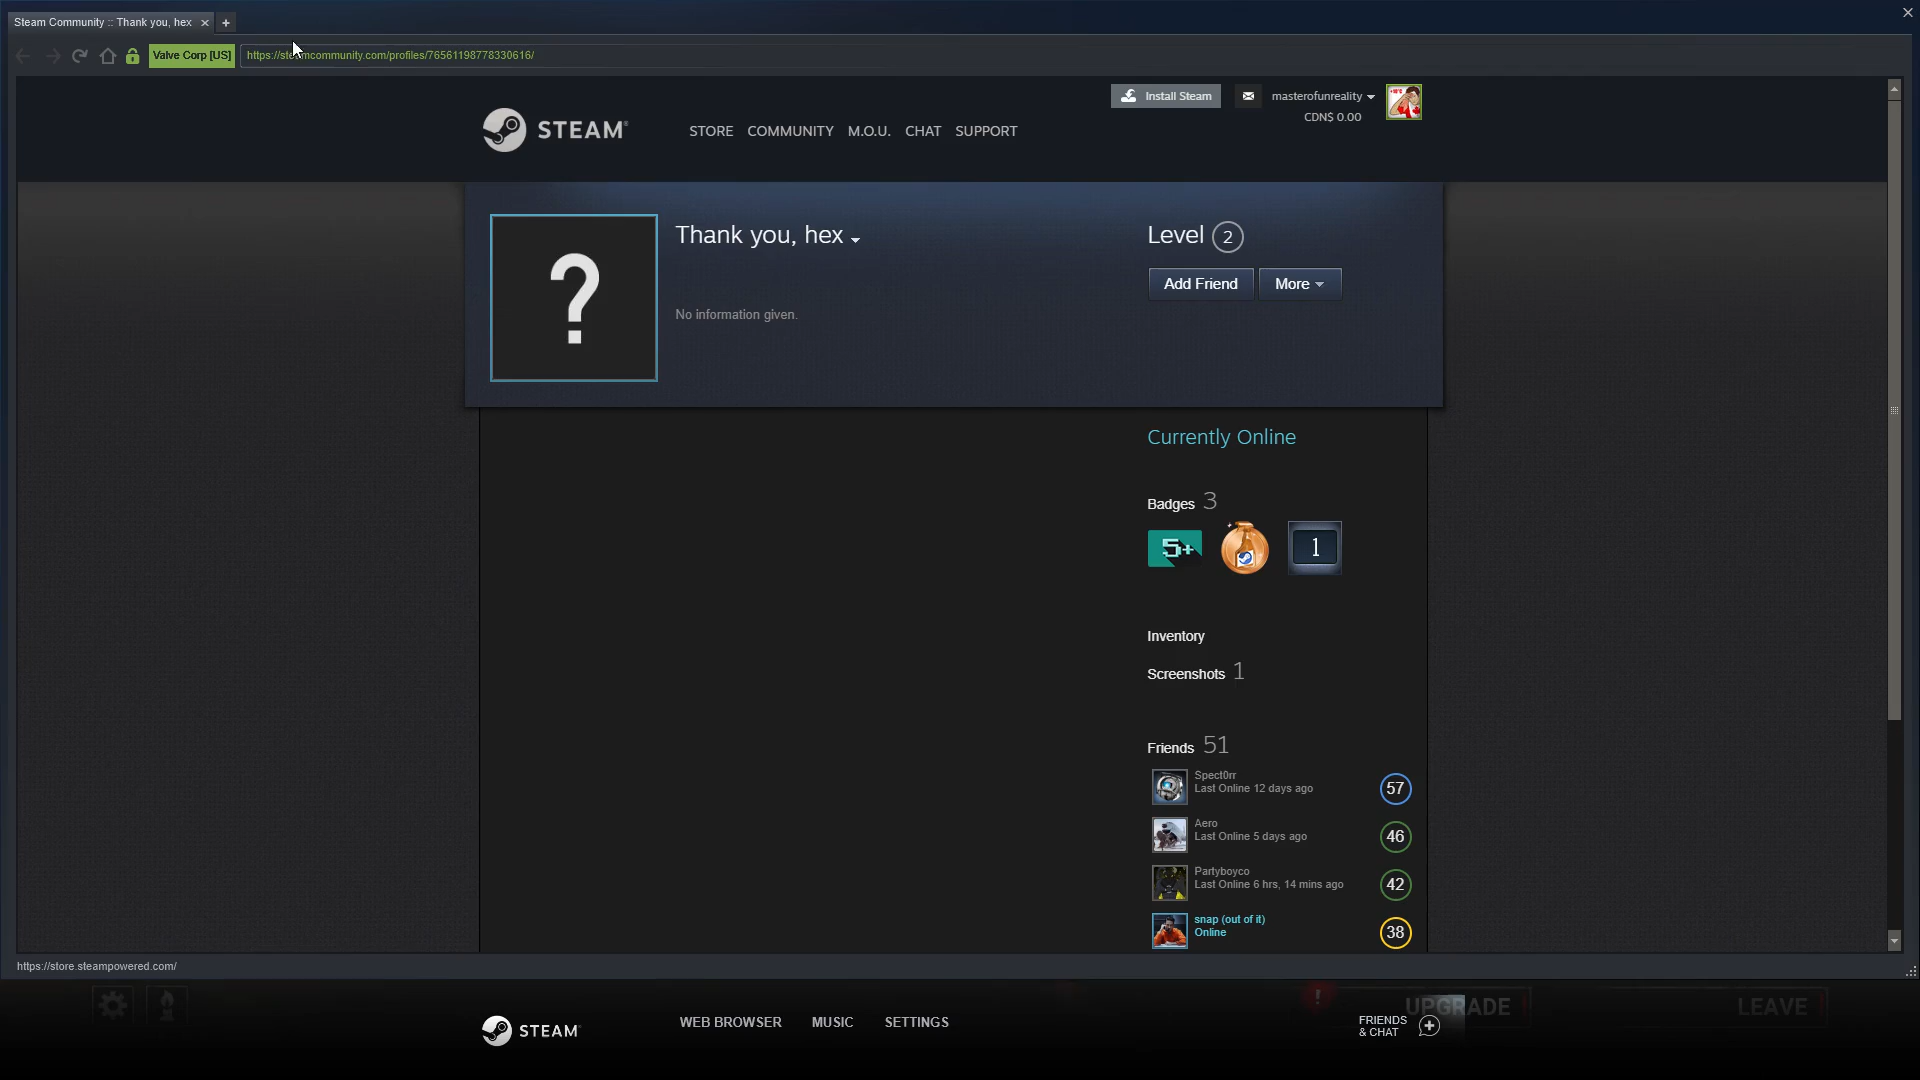 Steam Community :: Thank you, hex
Valve Corp [US] https://steamcommunity.com/profiles/76561198778330616/
Install Steam
masterofunreality
CDN$ 0.00
STEAM
STORE COMMUNITY M.O.U. CHAT SUPPORT
Thank you, hex
No information given.
Level 2
Add Friend More
Currently Online
Badges 3
5+
1
Inventory
Screenshots 1
Friends 51
Spect0rr
Last Online 12 days ago
57
Aero
Last Online 5 days ago
46
Partyboyco
Last Online 6 hrs, 14 mins ago
42
snap (out of it)
Online
38
https://store.steampowered.com/
STEAM
WEB BROWSER MUSIC SETTINGS
FRIENDS
& CHAT
UPGRADE
LEAVE